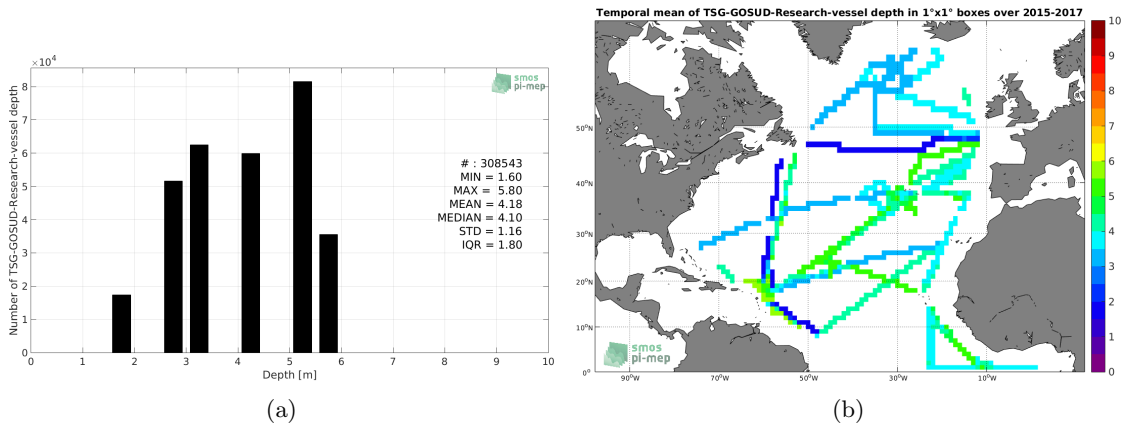 ×10⁴
smos
pi-mep
Number of TSG-GOSUD-Research-vessel depth
8
7
6
5
4
3
2
1
0
# : 308543
MIN = 1.60
MAX = 5.80
MEAN = 4.18
MEDIAN = 4.10
STD = 1.16
IQR = 1.80
0 1 2 3 4 5 6 7 8 9 10
Depth [m]
(a)
Temporal mean of TSG-GOSUD-Research-vessel depth in 1°x1° boxes over 2015-2017
50°N
40°N
30°N
20°N
10°N
0°
90°W 70°W 50°W 30°W 10°W
smos
pi-mep
10
9
8
7
6
5
4
3
2
1
0
(b)